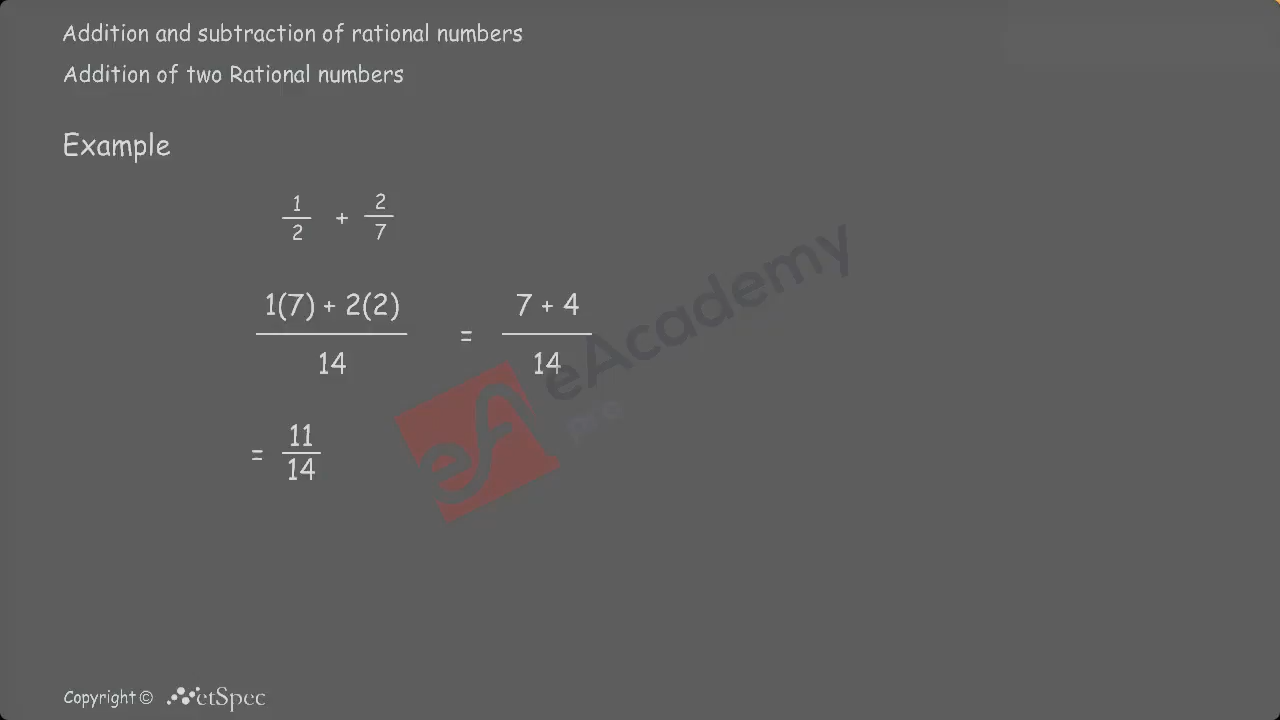 Addition and subtraction of rational numbers
Addition of two Rational numbers
Example
1/2 + 2/7
1(7) + 2(2) / 14 = 7 + 4 / 14
= 11/14
eAcademy
Copyright © etSpec